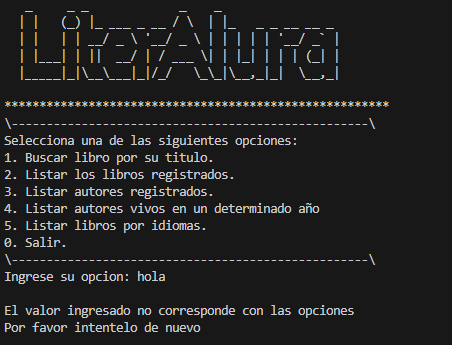 LiterAlura
*******************************************************
\---------------------------------------------------\
Selecciona una de las siguientes opciones:
1. Buscar libro por su titulo.
2. Listar los libros registrados.
3. Listar autores registrados.
4. Listar autores vivos en un determinado año
5. Listar libros por idiomas.
0. Salir.
\---------------------------------------------------\
Ingrese su opcion: hola
El valor ingresado no corresponde con las opciones
Por favor intentelo de nuevo